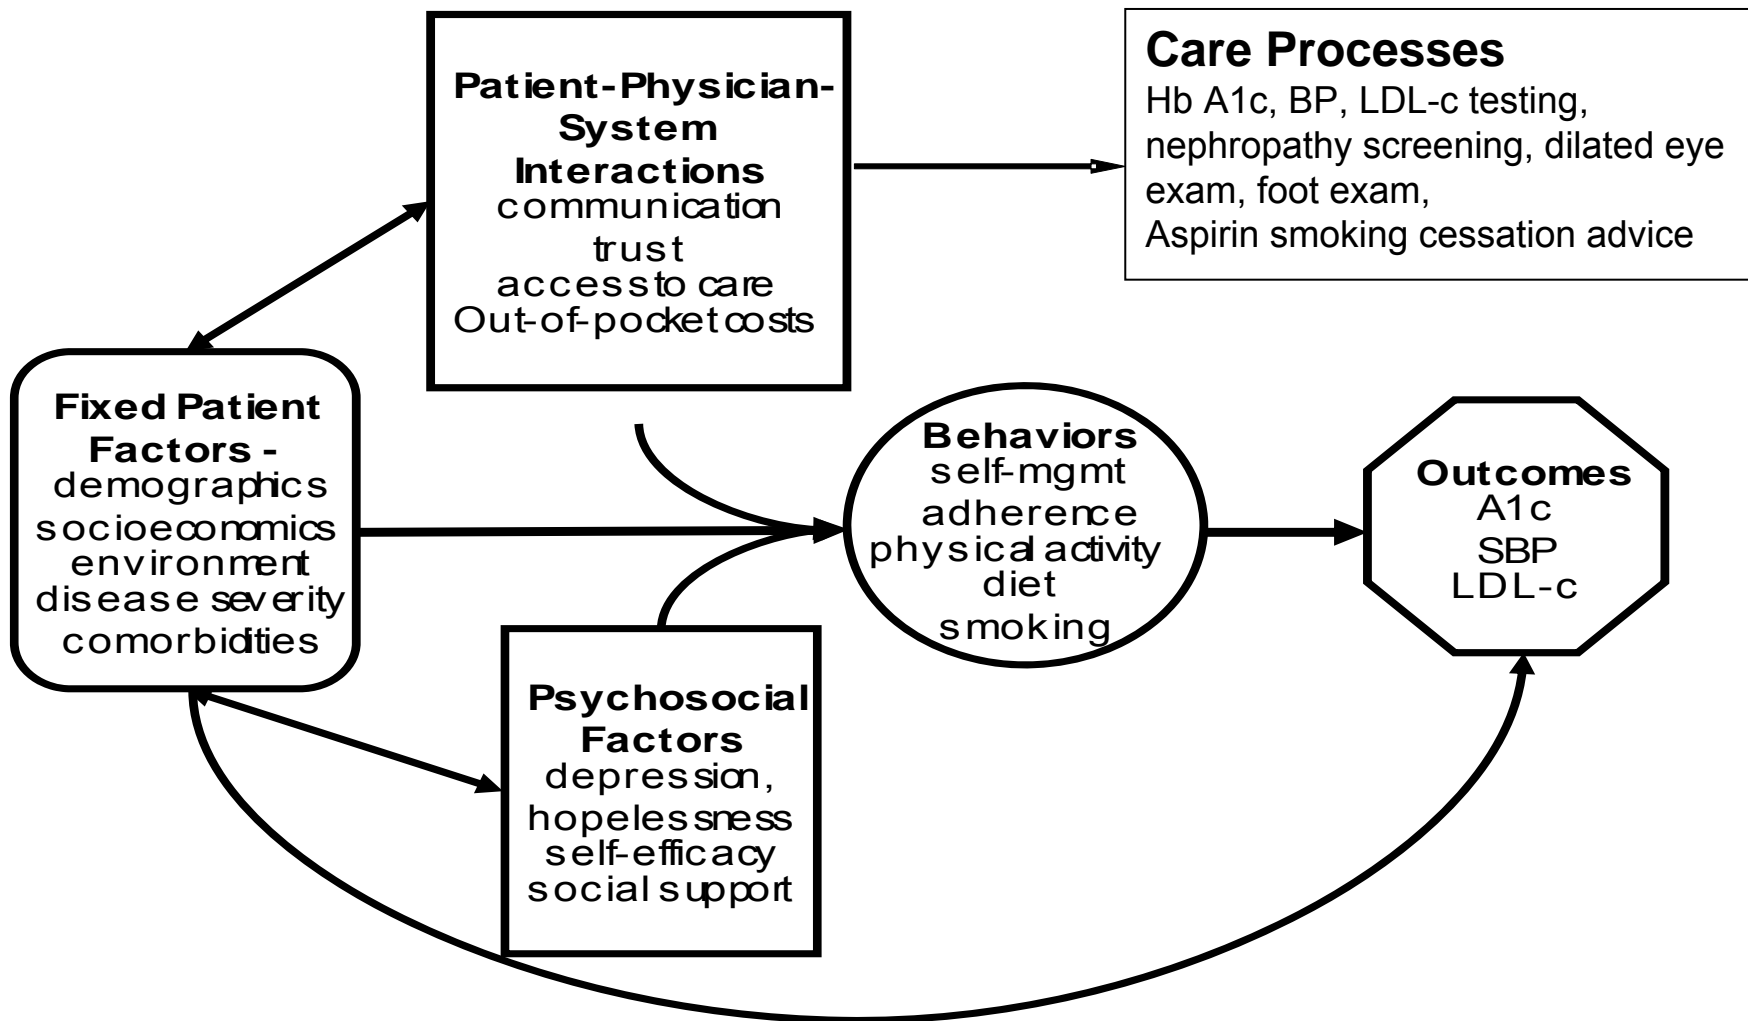 Patient-Physician-
System
Interactions
communication
trust
access to care
Out-of-pocket costs
Care Processes
Hb A1c, BP, LDL-c testing,
nephropathy screening, dilated eye
exam, foot exam,
Aspirin smoking cessation advice
Fixed Patient
Factors -
demographics
socioeconomics
environment
disease severity
comorbidities
Behaviors
self-mgmt
adherence
physical activity
diet
smoking
Outcomes
A1c
SBP
LDL-c
Psychosocial
Factors
depression,
hopelessness
self-efficacy
social support